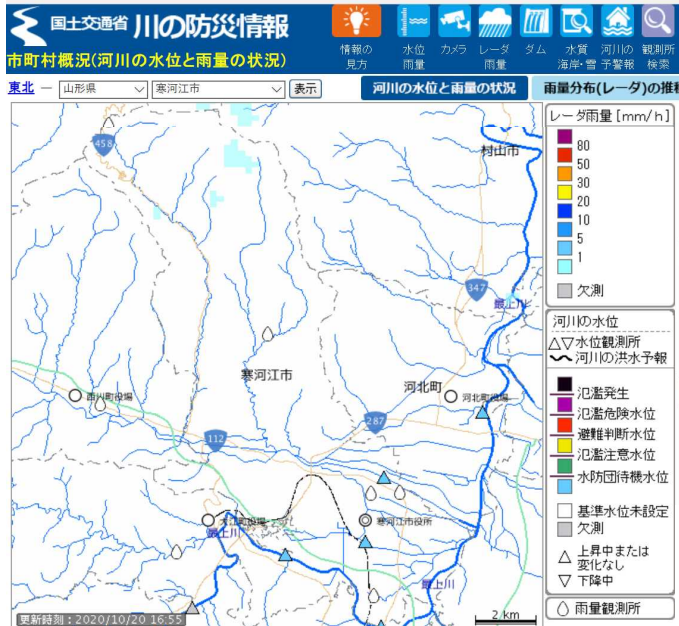 国土交通省 川の防災情報
市町村概況(河川の水位と雨量の状況)
情報の見方
水位雨量
カメラ
レーダ雨量
ダム
水質海岸・雪
河川の予警報
観測所検索
東北 ― 山形県 寒河江市 表示
河川の水位と雨量の状況
雨量分布(レーダ)の推
458
村山市
347
最上川
寒河江市
河北町
西川町役場
河北町役場
287
112
大江町役場
最上川
寒河江市役所
最上川
更新時刻:2020/10/20 16:55
2 km
レーダ雨量 [mm/h]
80
50
30
20
10
5
1
欠測
河川の水位
△▽水位観測所
河川の洪水予報
氾濫発生
氾濫危険水位
避難判断水位
氾濫注意水位
水防団待機水位
基準水位未設定
欠測
△ 上昇中または
変化なし
▽ 下降中
雨量観測所